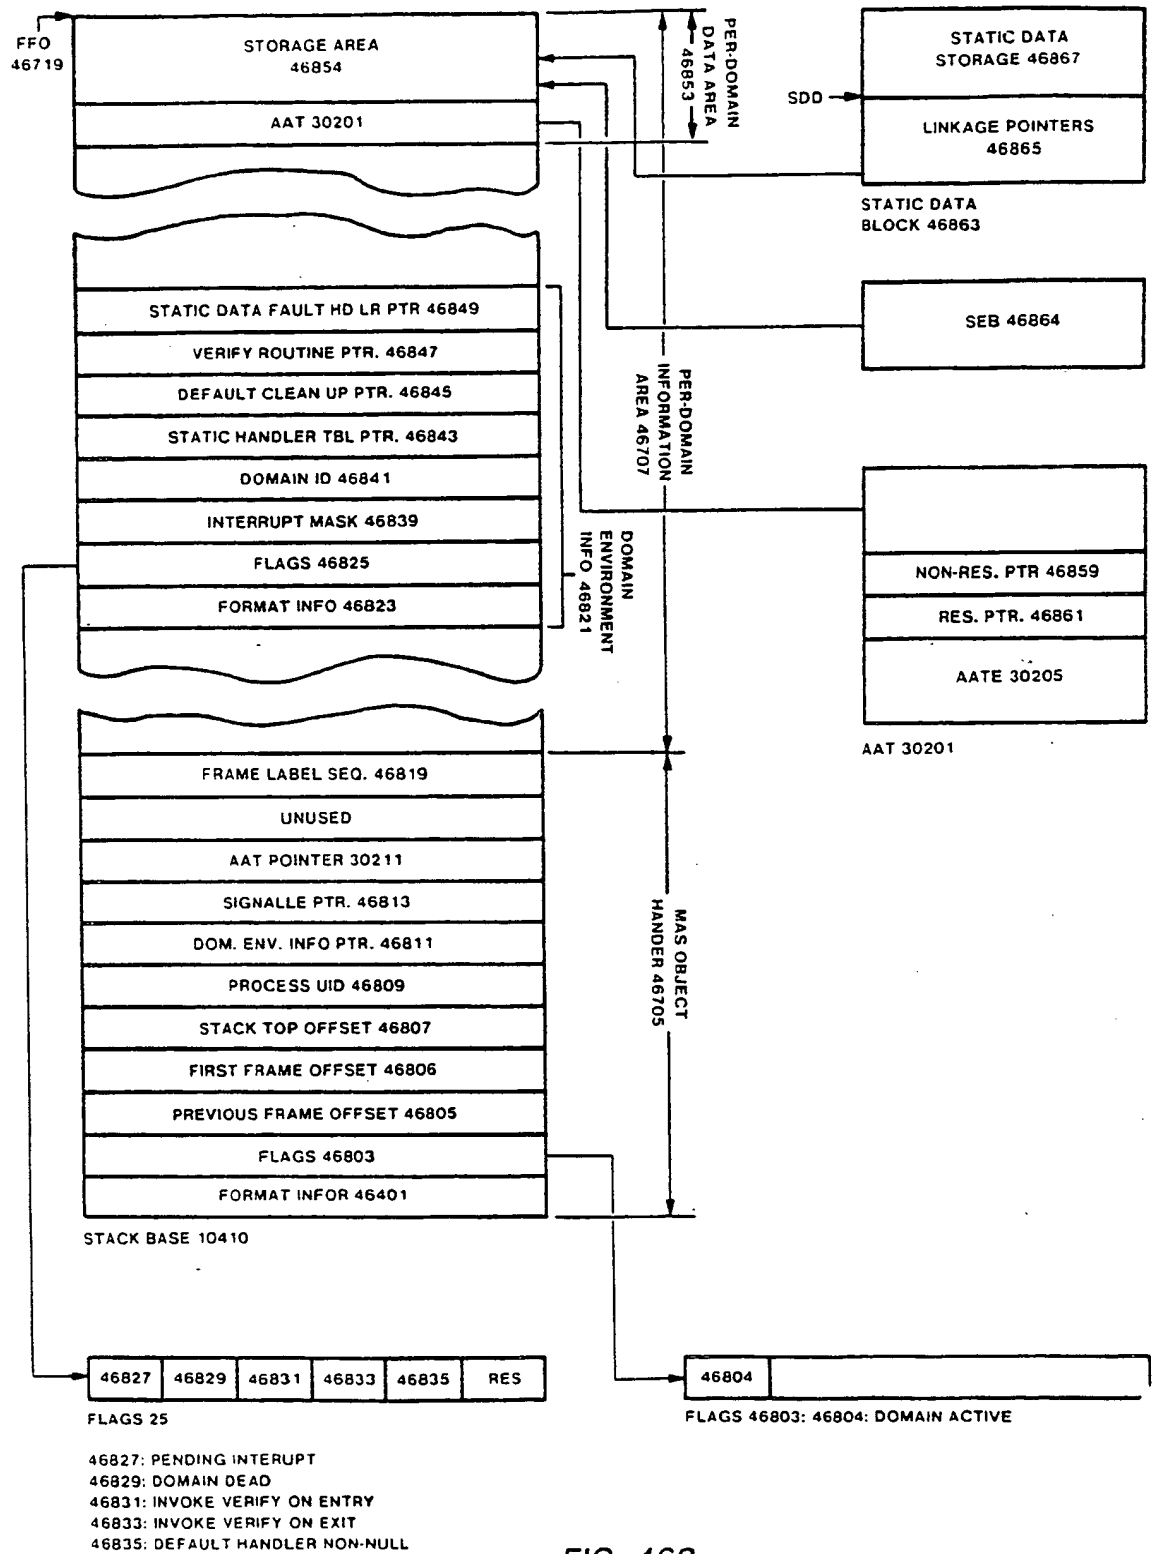 FFO
46719
STORAGE AREA
46854
AAT 30201
PER-DOMAIN
DATA AREA
46853
STATIC DATA
STORAGE 46867
SDD
LINKAGE POINTERS
46865
STATIC DATA
BLOCK 46863
SEB 46864
STATIC DATA FAULT HD LR PTR 46849
VERIFY ROUTINE PTR. 46847
DEFAULT CLEAN UP PTR. 46845
STATIC HANDLER TBL PTR. 46843
DOMAIN ID 46841
INTERRUPT MASK 46839
FLAGS 46825
FORMAT INFO 46823
DOMAIN
ENVIRONMENT
INFO 46821
PER-DOMAIN
INFORMATION
AREA 46707
NON-RES. PTR 46859
RES. PTR. 46861
AATE 30205
AAT 30201
FRAME LABEL SEQ. 46819
UNUSED
AAT POINTER 30211
SIGNALLE PTR. 46813
DOM. ENV. INFO PTR. 46811
PROCESS UID 46809
STACK TOP OFFSET 46807
FIRST FRAME OFFSET 46806
PREVIOUS FRAME OFFSET 46805
FLAGS 46803
FORMAT INFOR 46401
STACK BASE 10410
MAS OBJECT
HANDER 46705
46827 46829 46831 46833 46835 RES
FLAGS 25
46804
FLAGS 46803: 46804: DOMAIN ACTIVE
46827: PENDING INTERUPT
46829: DOMAIN DEAD
46831: INVOKE VERIFY ON ENTRY
46833: INVOKE VERIFY ON EXIT
46835: DEFAULT HANDLER NON-NULL